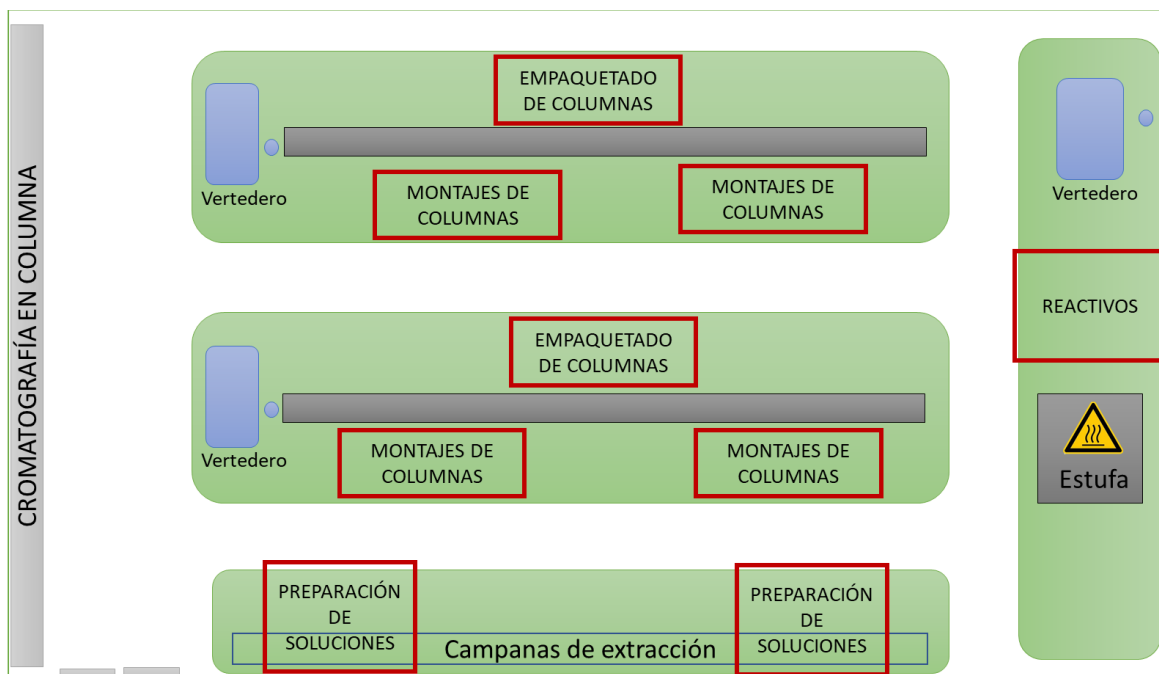 CROMATOGRAFÍA EN COLUMNA
EMPAQUETADO
DE COLUMNAS
Vertedero
MONTAJES DE
COLUMNAS
MONTAJES DE
COLUMNAS
EMPAQUETADO
DE COLUMNAS
Vertedero
MONTAJES DE
COLUMNAS
MONTAJES DE
COLUMNAS
PREPARACIÓN
DE
SOLUCIONES
Campanas de extracción
PREPARACIÓN
DE
SOLUCIONES
Vertedero
REACTIVOS
Estufa